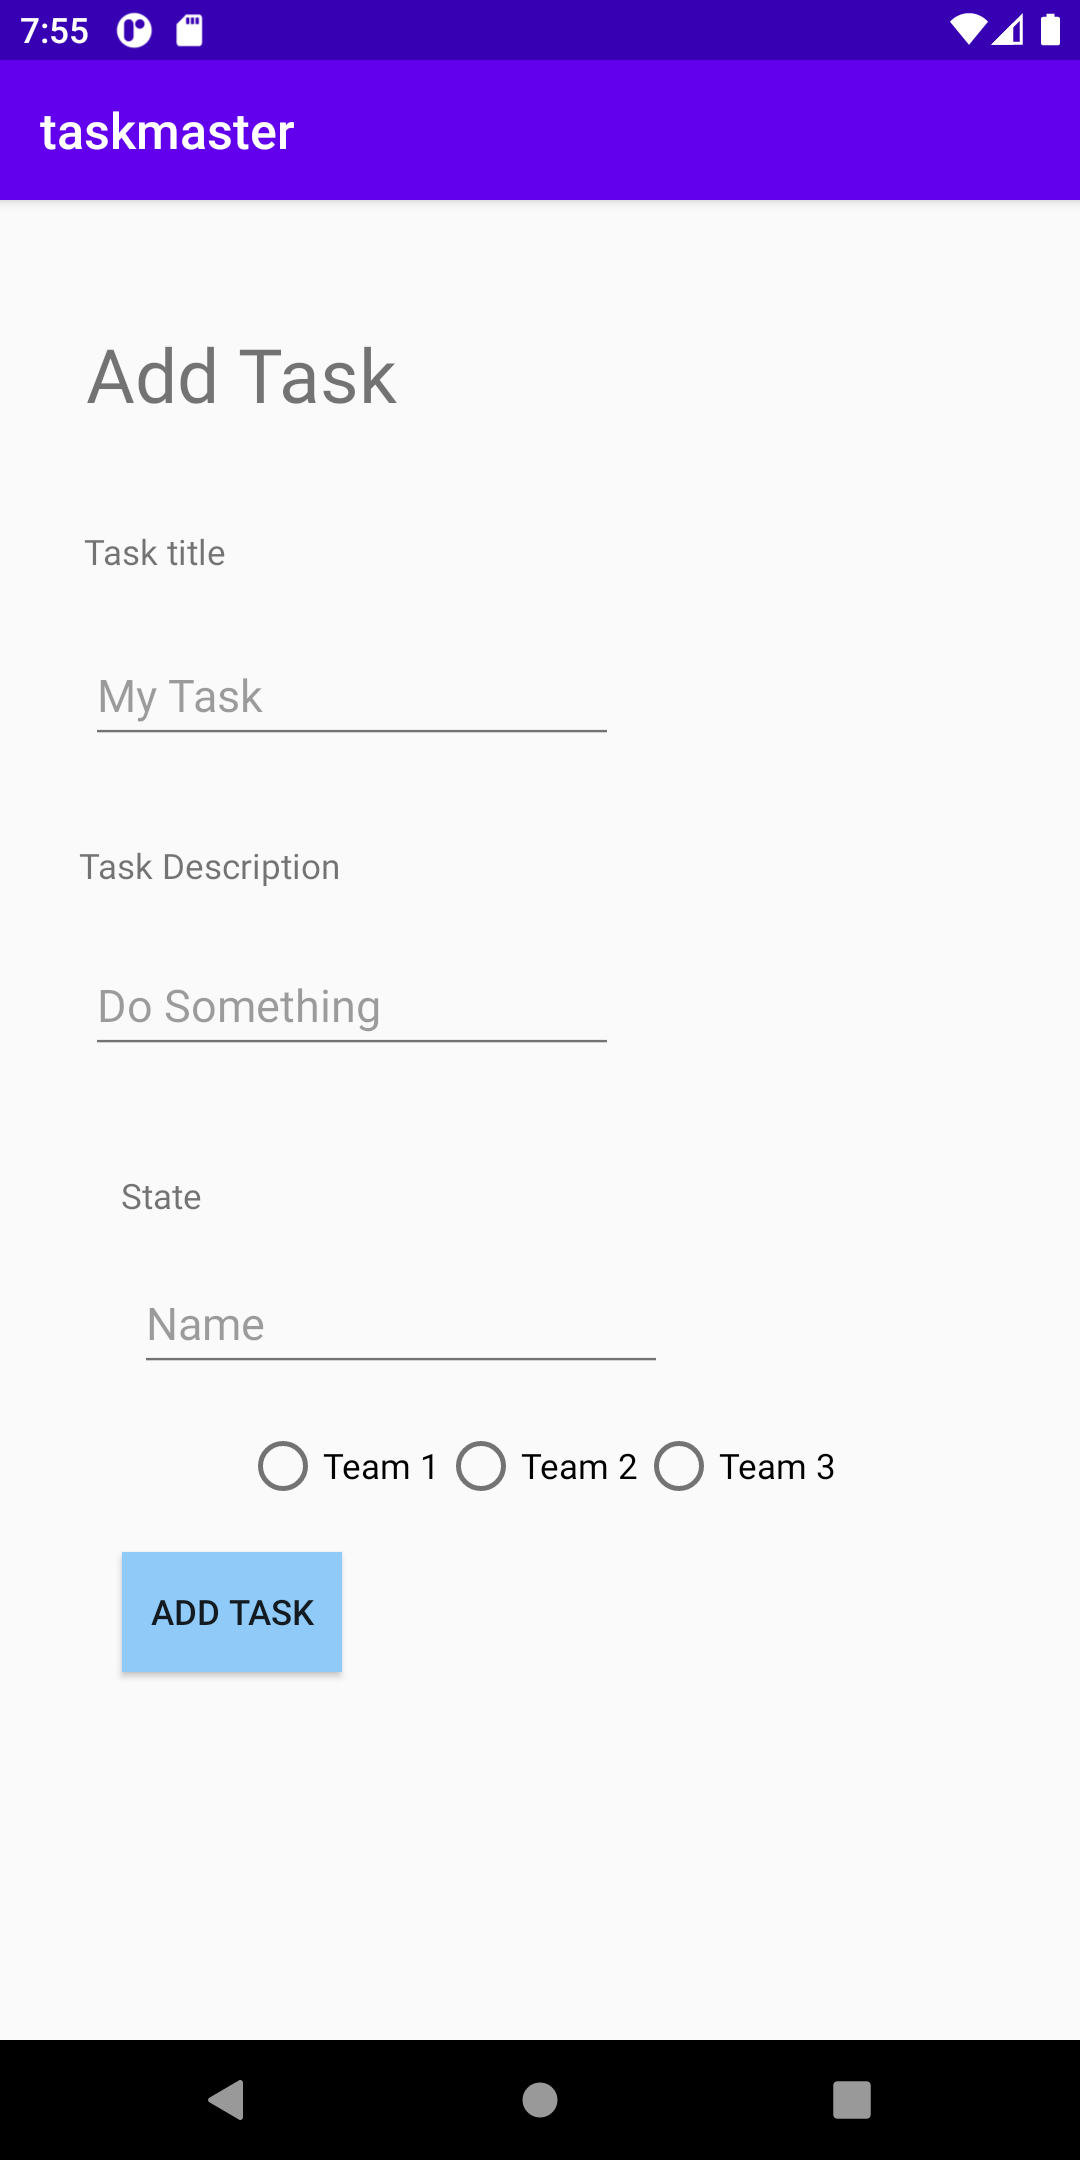 7:55
taskmaster
Add Task
Task title
My Task
Task Description
Do Something
State
Name
Team 1 Team 2 Team 3
ADD TASK